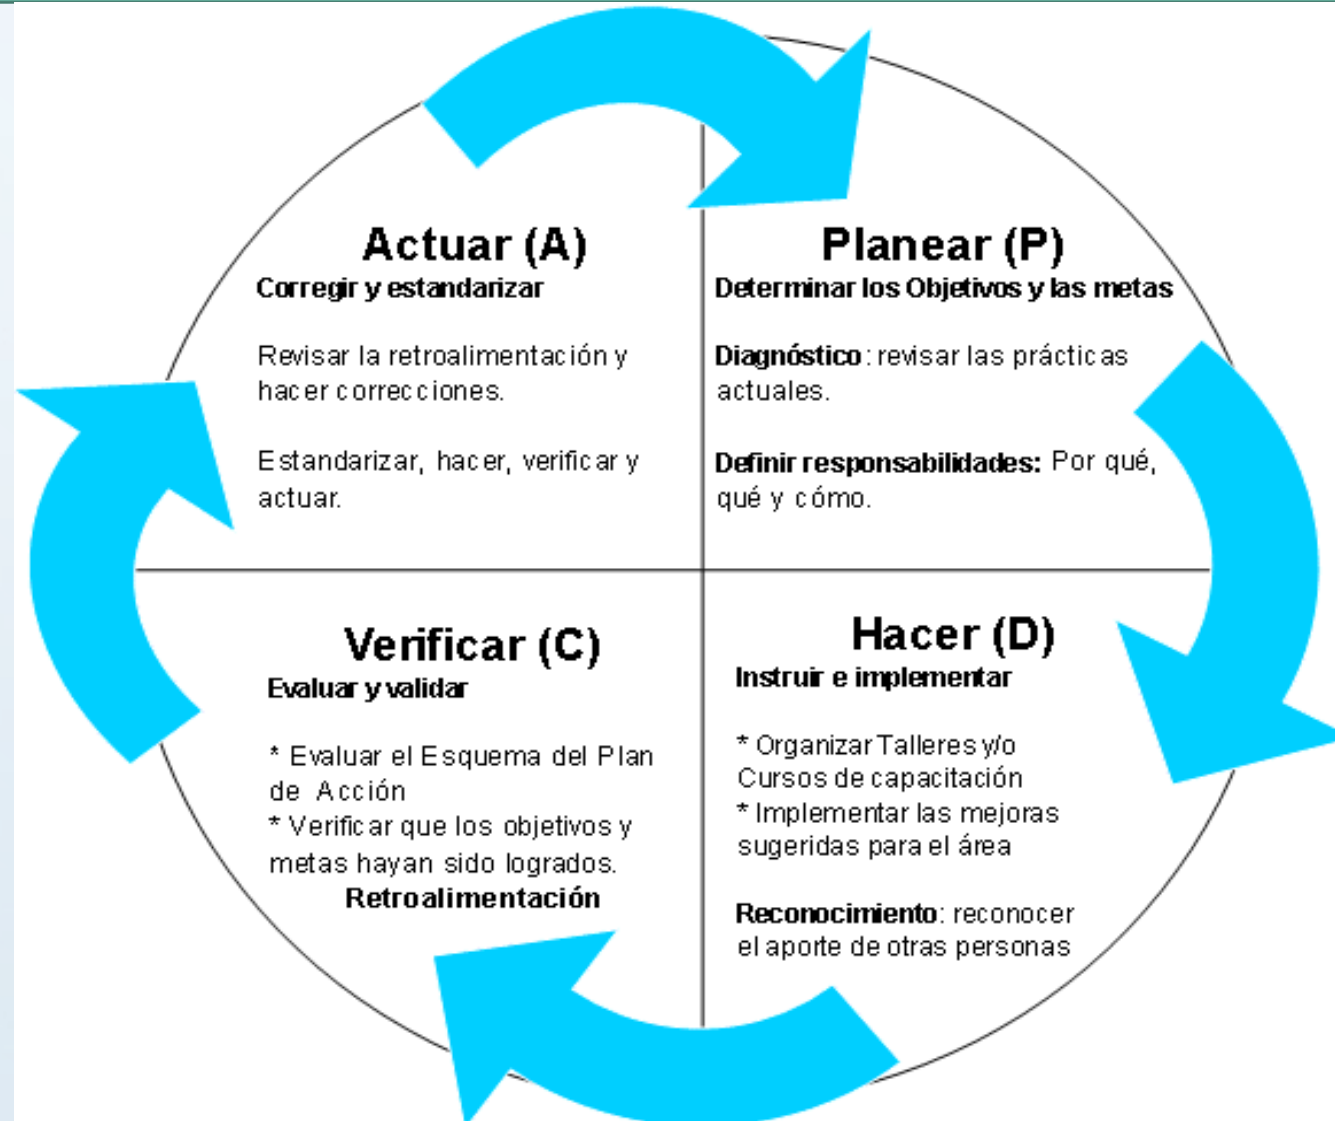 Actuar (A)
Corregir y estandarizar
Revisar la retroalimentación y
hacer correcciones.
Estandarizar, hacer, verificar y
actuar.
Planear (P)
Determinar los Objetivos y las metas
Diagnóstico: revisar las prácticas
actuales.
Definir responsabilidades: Por qué,
qué y cómo.
Verificar (C)
Evaluar y validar
* Evaluar el Esquema del Plan
de Acción
* Verificar que los objetivos y
metas hayan sido logrados.
Retroalimentación
Hacer (D)
Instruir e implementar
* Organizar Talleres y/o
Cursos de capacitación
* Implementar las mejoras
sugeridas para el área
Reconocimiento: reconocer
el aporte de otras personas